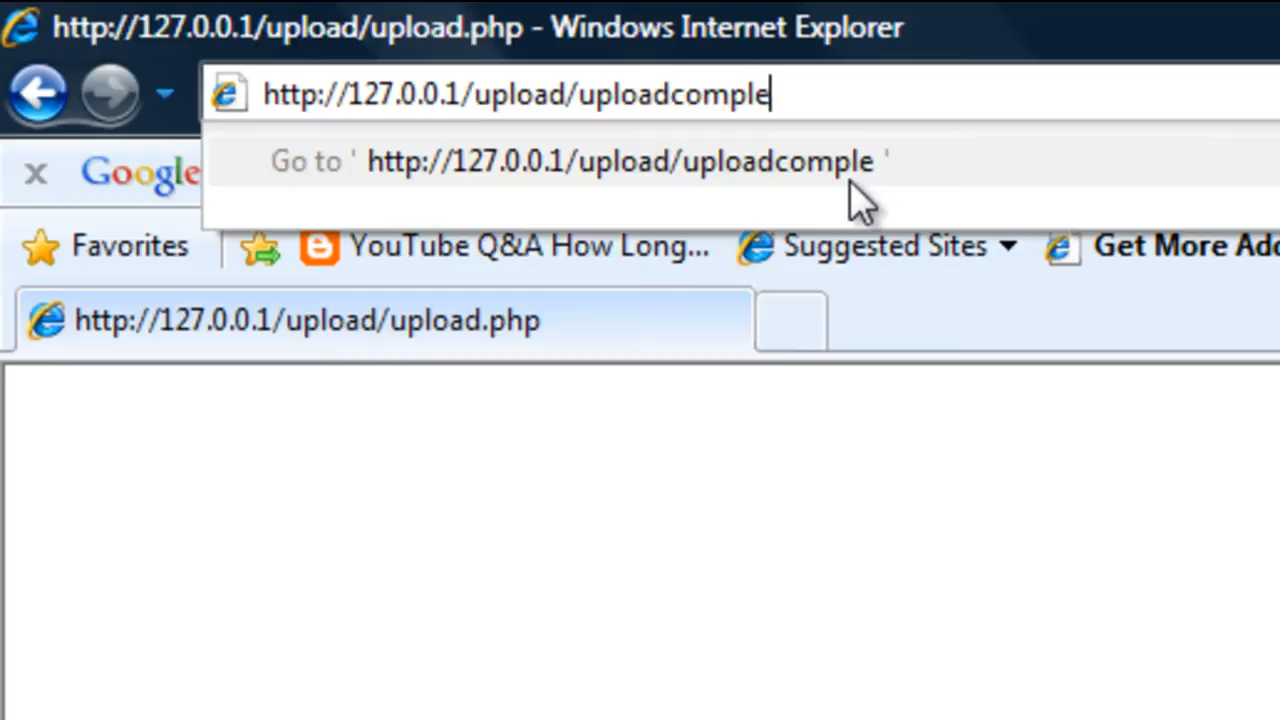 http://127.0.0.1/upload/upload.php - Windows Internet Explorer
http://127.0.0.1/upload/uploadcomple
Go to ' http://127.0.0.1/upload/uploadcomple '
x Google
Favorites YouTube Q&A How Long... Suggested Sites Get More
http://127.0.0.1/upload/upload.php